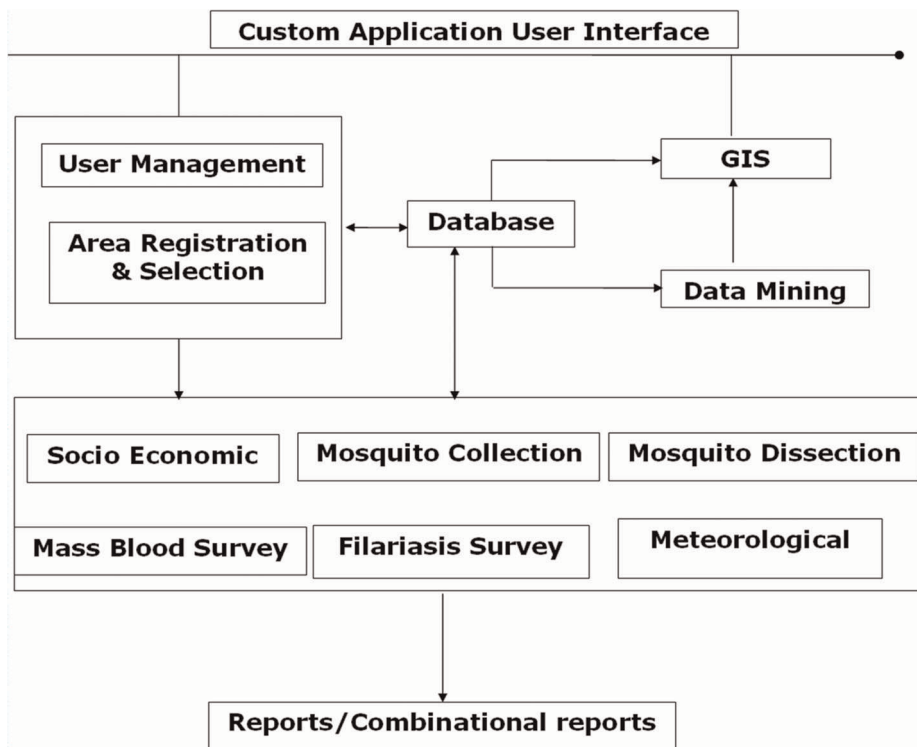 Custom Application User Interface
User Management
GIS
Area Registration
& Selection
Database
Data Mining
Socio Economic
Mosquito Collection
Mosquito Dissection
Mass Blood Survey
Filariasis Survey
Meteorological
Reports/Combinational reports